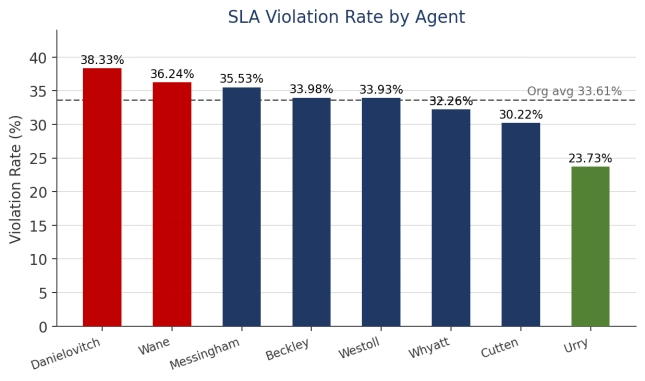 SLA Violation Rate by Agent
Violation Rate (%)
40
35
30
25
20
15
10
5
0
38.33%
36.24%
35.53%
33.98%
33.93%
32.26%
30.22%
23.73%
Org avg 33.61%
Danielovitch
Wane
Messingham
Beckley
Westoll
Whyatt
Cutten
Urry